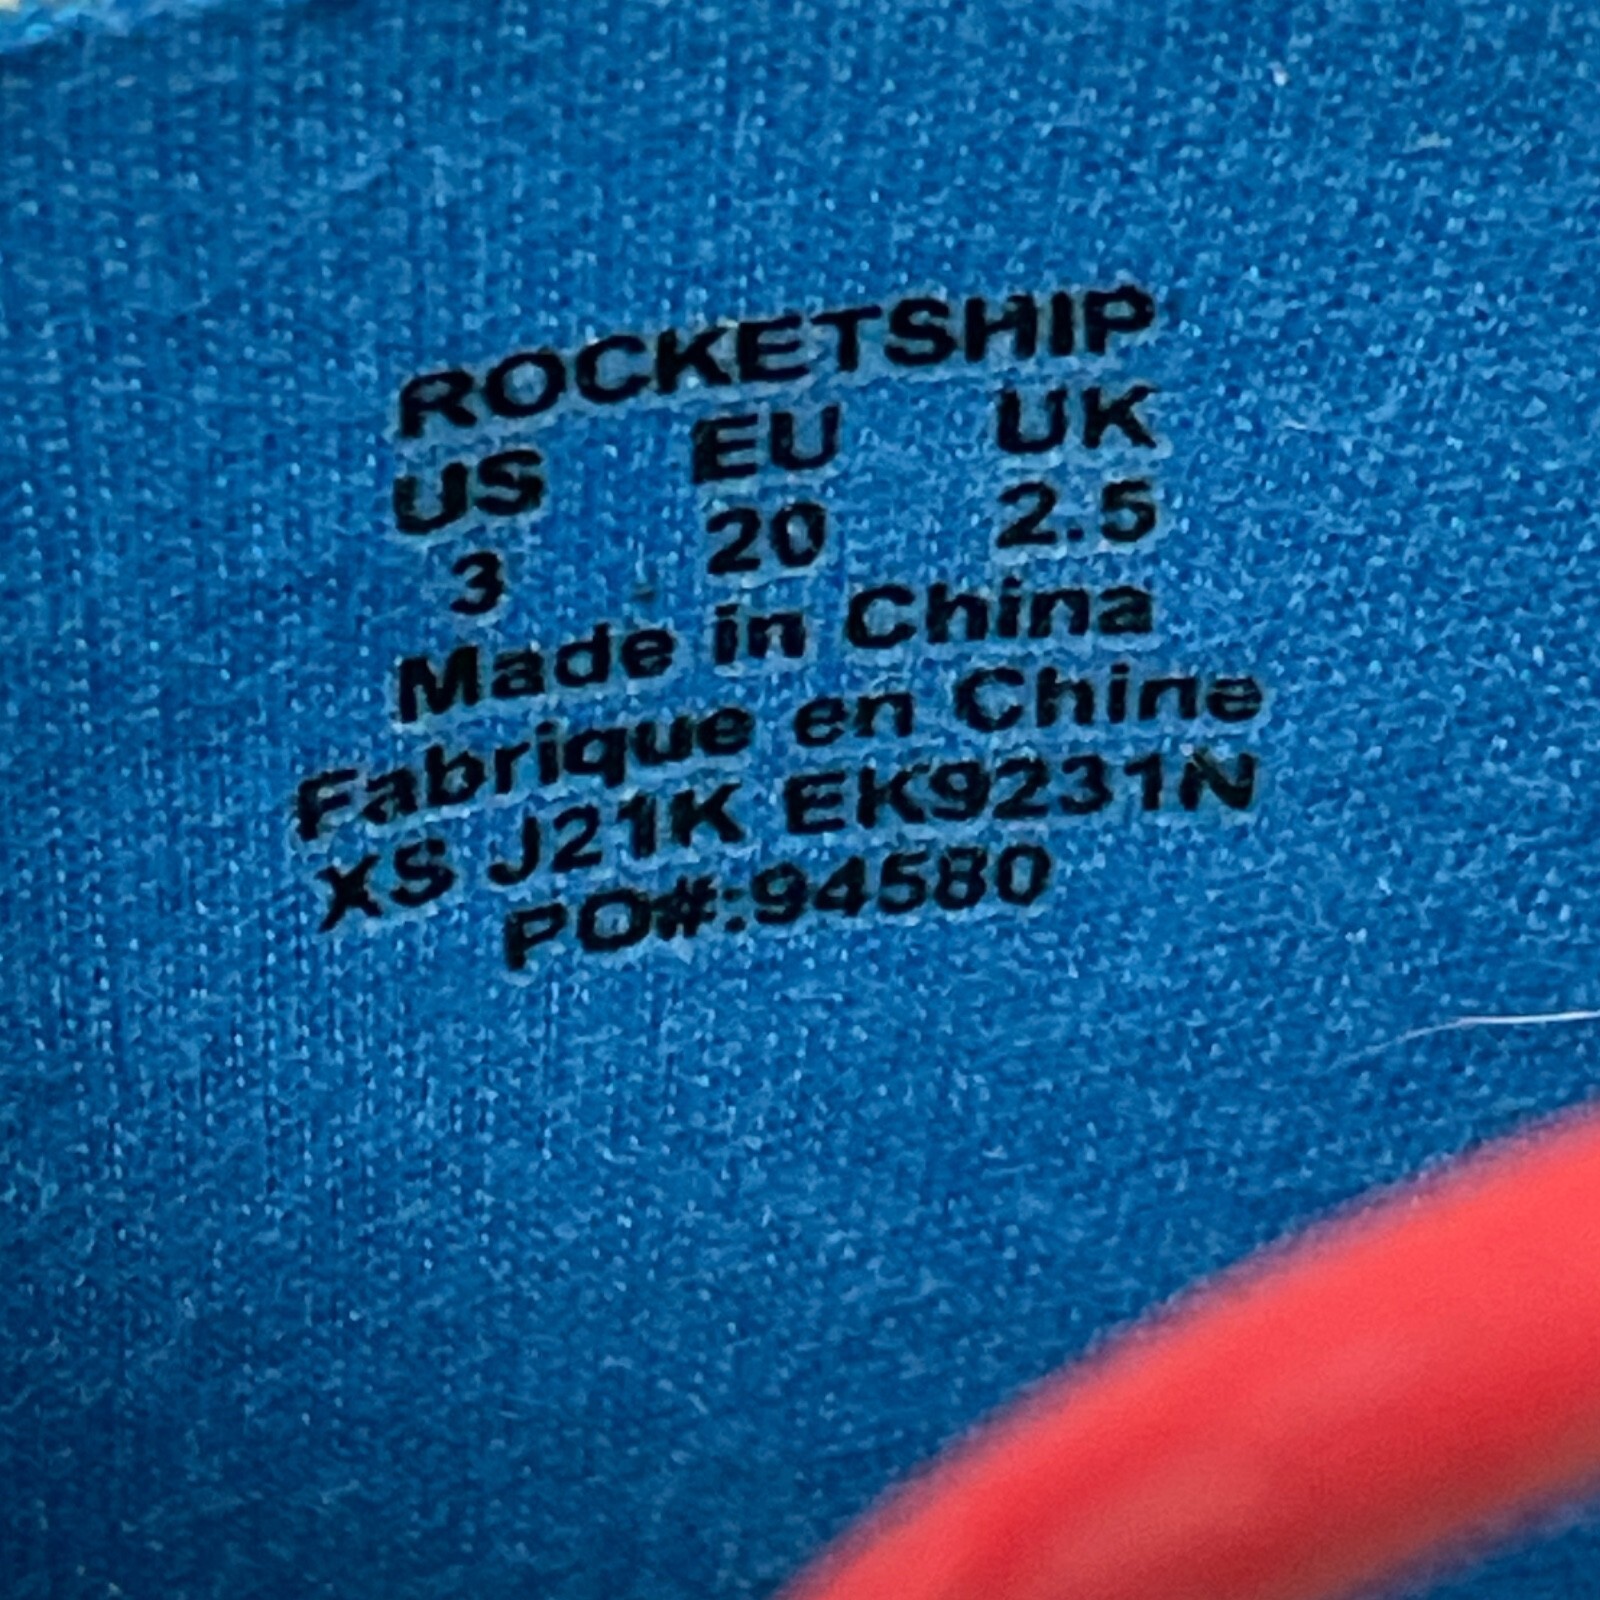 ROCKETSHIP
US EU UK
3 20 2.5
Made in China
Fabrique en Chine
XS J21K EK9231N
PO#:94580